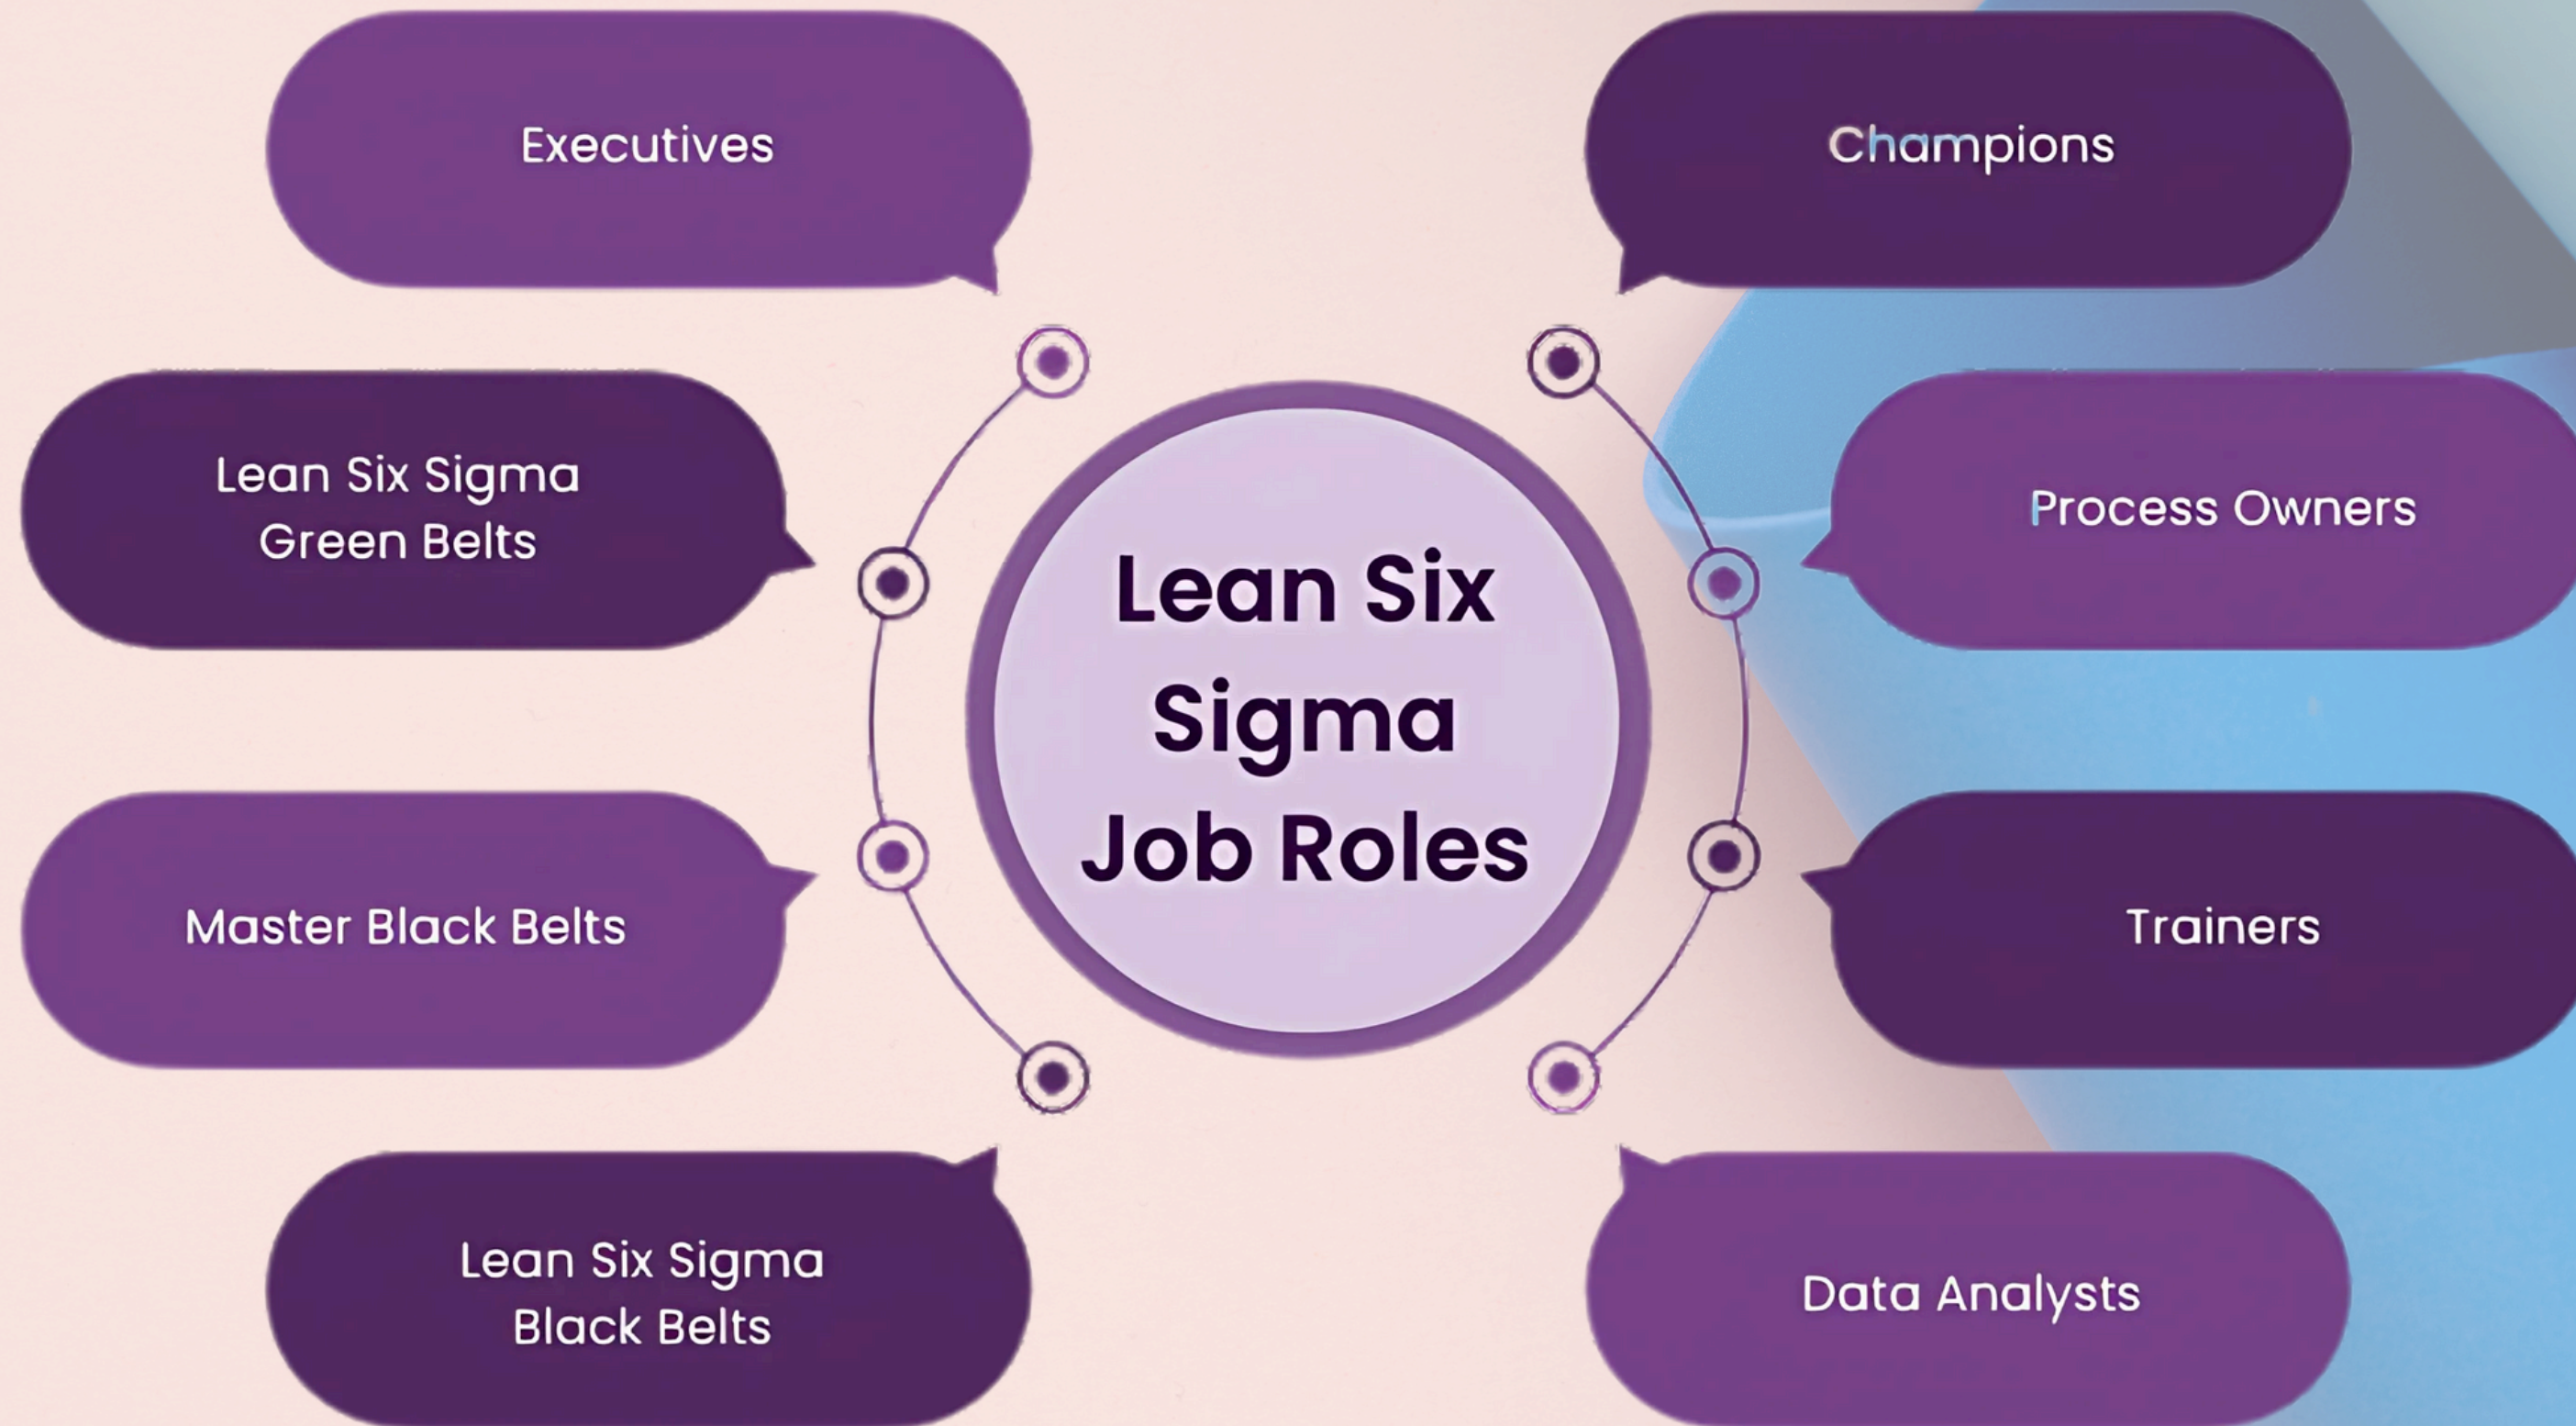 Executives
Champions
Lean Six Sigma
Green Belts
Process Owners
Lean Six
Sigma
Job Roles
Master Black Belts
Trainers
Lean Six Sigma
Black Belts
Data Analysts